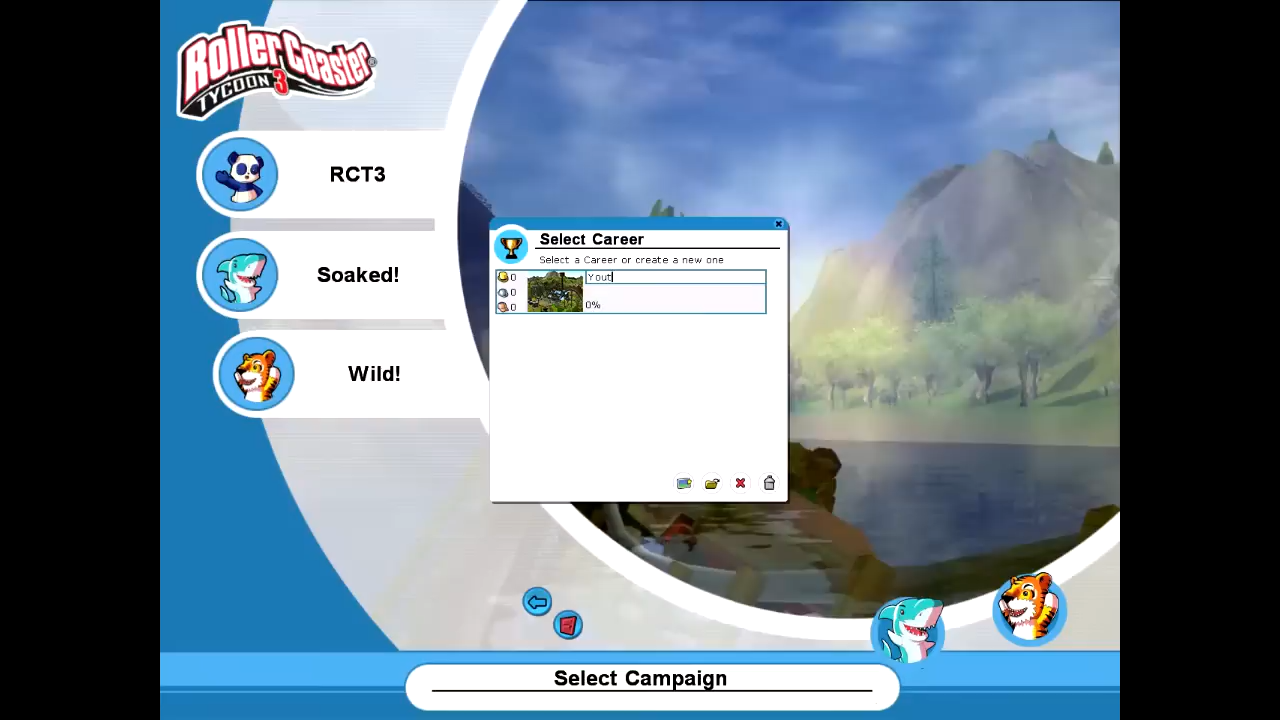 RollerCoaster®
TYCOON 3
RCT3
Soaked!
Wild!
Select Career
Select a Career or create a new one
0
0
0
Yout
0%
Select Campaign